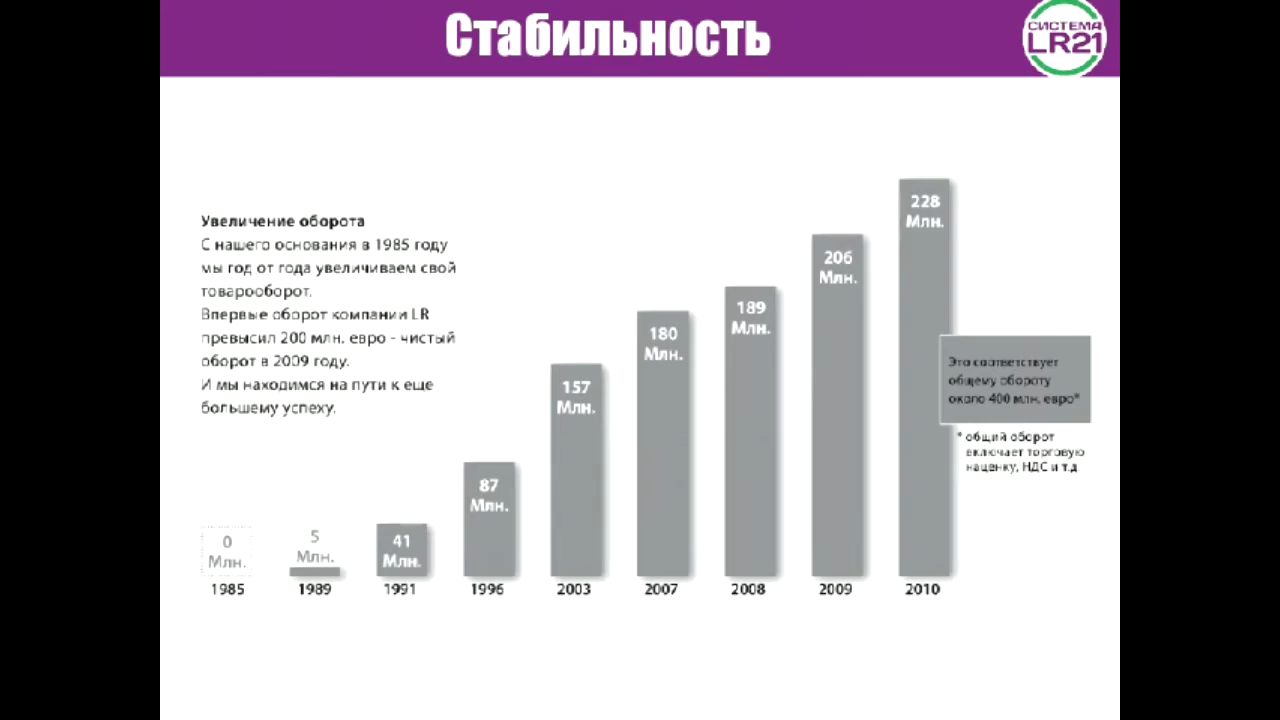 Стабильность
СИСТЕМА
LR21
Увеличение оборота
С нашего основания в 1985 году
мы год от года увеличиваем свой
товарооборот.
Впервые оборот компании LR
превысил 200 млн. евро - чистый
оборот в 2009 году.
И мы находимся на пути к еще
большему успеху.
0
Млн.
5
Млн.
41
Млн.
87
Млн.
157
Млн.
180
Млн.
189
Млн.
206
Млн.
228
Млн.
Это соответствует
общему обороту
около 400 млн. евро*
* общий оборот
включает торговую
наценку, НДС и т.д
1985
1989
1991
1996
2003
2007
2008
2009
2010